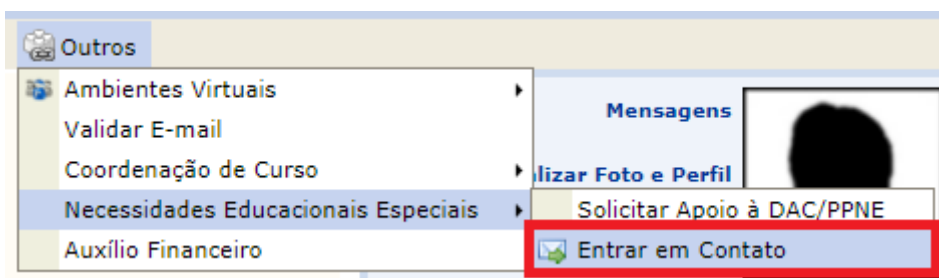 Outros
Ambientes Virtuais
Mensagens
Validar E-mail
Coordenação de Curso
lizar Foto e Perfil
Necessidades Educacionais Especiais
Solicitar Apoio à DAC/PPNE
Auxílio Financeiro
Entrar em Contato